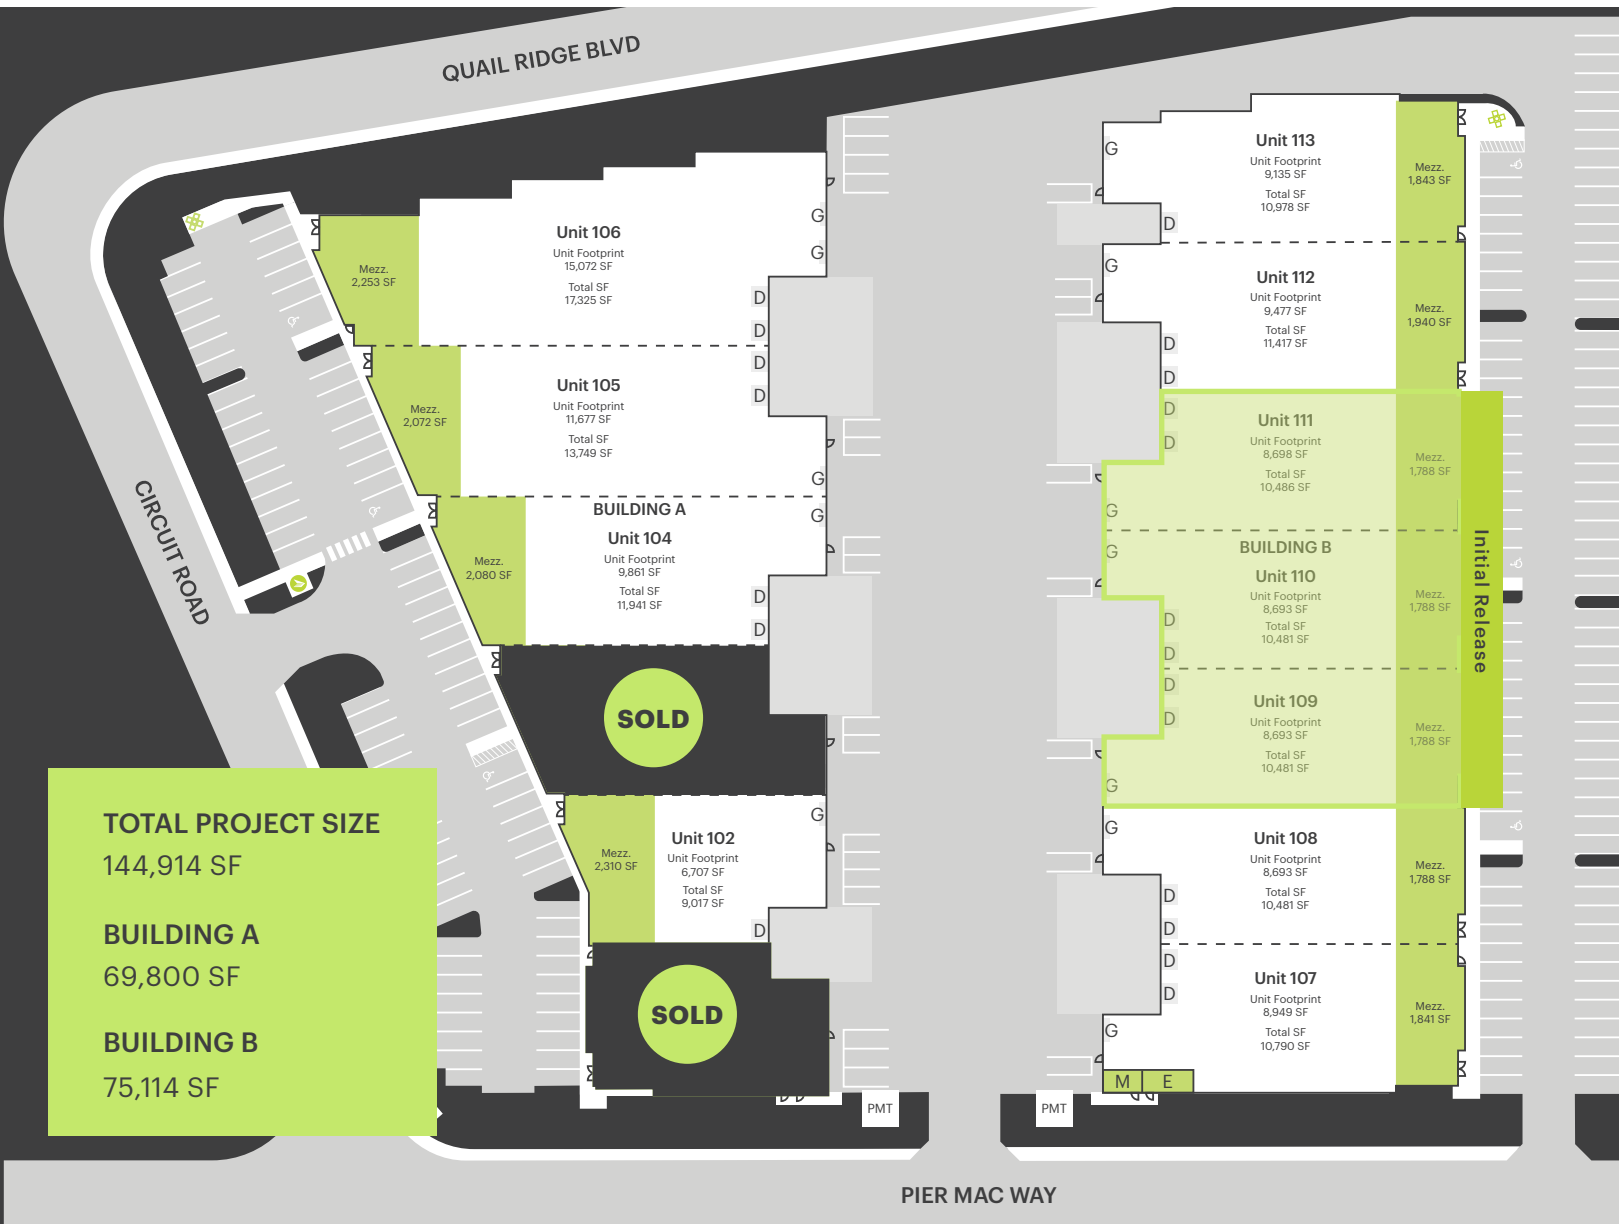 QUAIL RIDGE BLVD
CIRCUIT ROAD
Unit 106
Unit Footprint
15,072 SF
Total SF
17,325 SF
Mezz.
2,253 SF
G
G
D
D
Unit 105
Unit Footprint
11,677 SF
Total SF
13,749 SF
Mezz.
2,072 SF
D
D
G
BUILDING A
Unit 104
Unit Footprint
9,861 SF
Total SF
11,941 SF
Mezz.
2,080 SF
G
D
D
SOLD
Unit 102
Unit Footprint
6,707 SF
Total SF
9,017 SF
Mezz.
2,310 SF
G
D
SOLD
PMT
Unit 113
Unit Footprint
9,135 SF
Total SF
10,978 SF
Mezz.
1,843 SF
G
D
Unit 112
Unit Footprint
9,477 SF
Total SF
11,417 SF
Mezz.
1,940 SF
G
D
D
Unit 111
Unit Footprint
8,698 SF
Total SF
10,486 SF
Mezz.
1,788 SF
D
D
G
BUILDING B
Unit 110
Unit Footprint
8,693 SF
Total SF
10,481 SF
Mezz.
1,788 SF
G
D
D
Unit 109
Unit Footprint
8,693 SF
Total SF
10,481 SF
Mezz.
1,788 SF
D
D
G
Initial Release
Unit 108
Unit Footprint
8,693 SF
Total SF
10,481 SF
Mezz.
1,788 SF
G
D
D
Unit 107
Unit Footprint
8,949 SF
Total SF
10,790 SF
Mezz.
1,841 SF
D
D
G
M
E
PMT
TOTAL PROJECT SIZE
144,914 SF
BUILDING A
69,800 SF
BUILDING B
75,114 SF
PIER MAC WAY